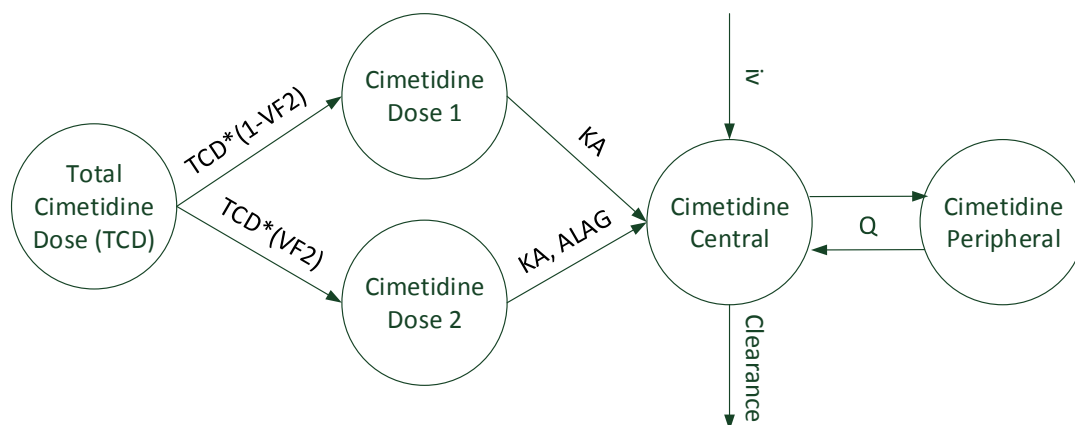 Total
Cimetidine
Dose (TCD)
TCD*(1-VF2)
TCD*(VF2)
Cimetidine
Dose 1
Cimetidine
Dose 2
KA
KA, ALAG
iv
Cimetidine
Central
Clearance
Q
Cimetidine
Peripheral